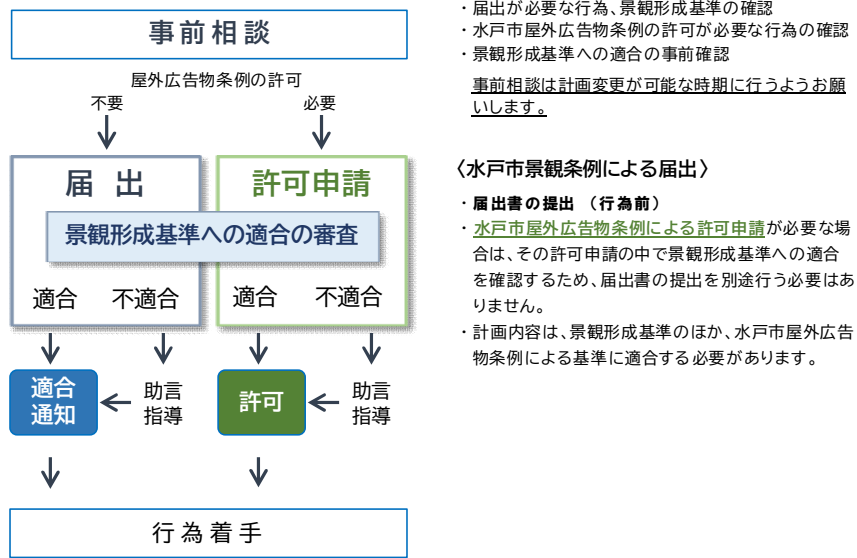 事前相談
屋外広告物条例の許可
不要
必要
届 出
許可申請
景観形成基準への適合の審査
適合
不適合
適合
不適合
適合
通知
助言
指導
許可
助言
指導
行為着手
・届出が必要な行為、景観形成基準の確認
・水戸市屋外広告物条例の許可が必要な行為の確認
・景観形成基準への適合の事前確認
事前相談は計画変更が可能な時期に行うようお願
いします。
〈水戸市景観条例による届出〉
・届出書の提出 （行為前）
・水戸市屋外広告物条例による許可申請が必要な場
合は、その許可申請の中で景観形成基準への適合
を確認するため、届出書の提出を別途行う必要はあ
りません。
・計画内容は、景観形成基準のほか、水戸市屋外広告
物条例による基準に適合する必要があります。